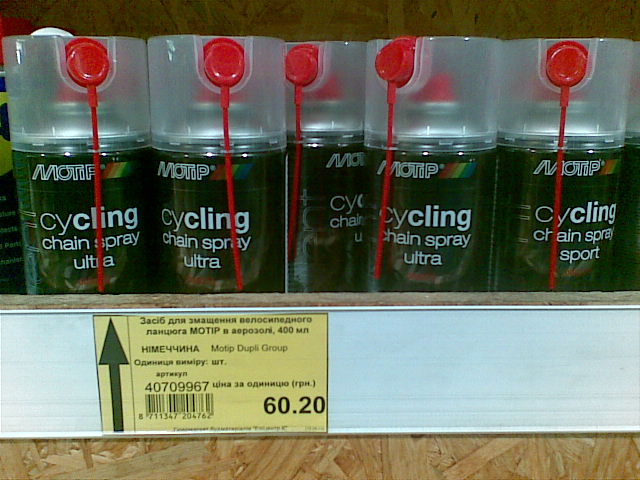 MOTIP
cycling
chain spray
ultra
MOTIP
cycling
chain spray
ultra
MOTIP
MOTIP
cycling
chain spray
ultra
MOTIP
cycling
chain spray
sport
Засіб для змащення велосипедного
ланцюга MOTIP в аерозолі, 400 мл
НІМЕЧЧИНА Motip Dupli Group
Одиниця виміру: шт.
артикул
40709967 ціна за одиницю (грн.)
8 711347 204762
60.20